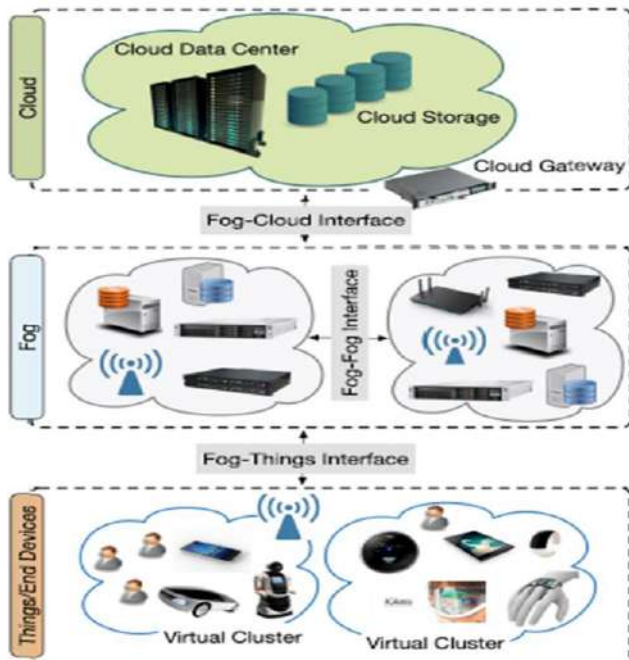 Cloud
Cloud Data Center
Cloud Storage
Cloud Gateway
Fog-Cloud Interface
Fog
Fog-Fog Interface
Fog-Things Interface
Things/End Devices
Virtual Cluster
Virtual Cluster